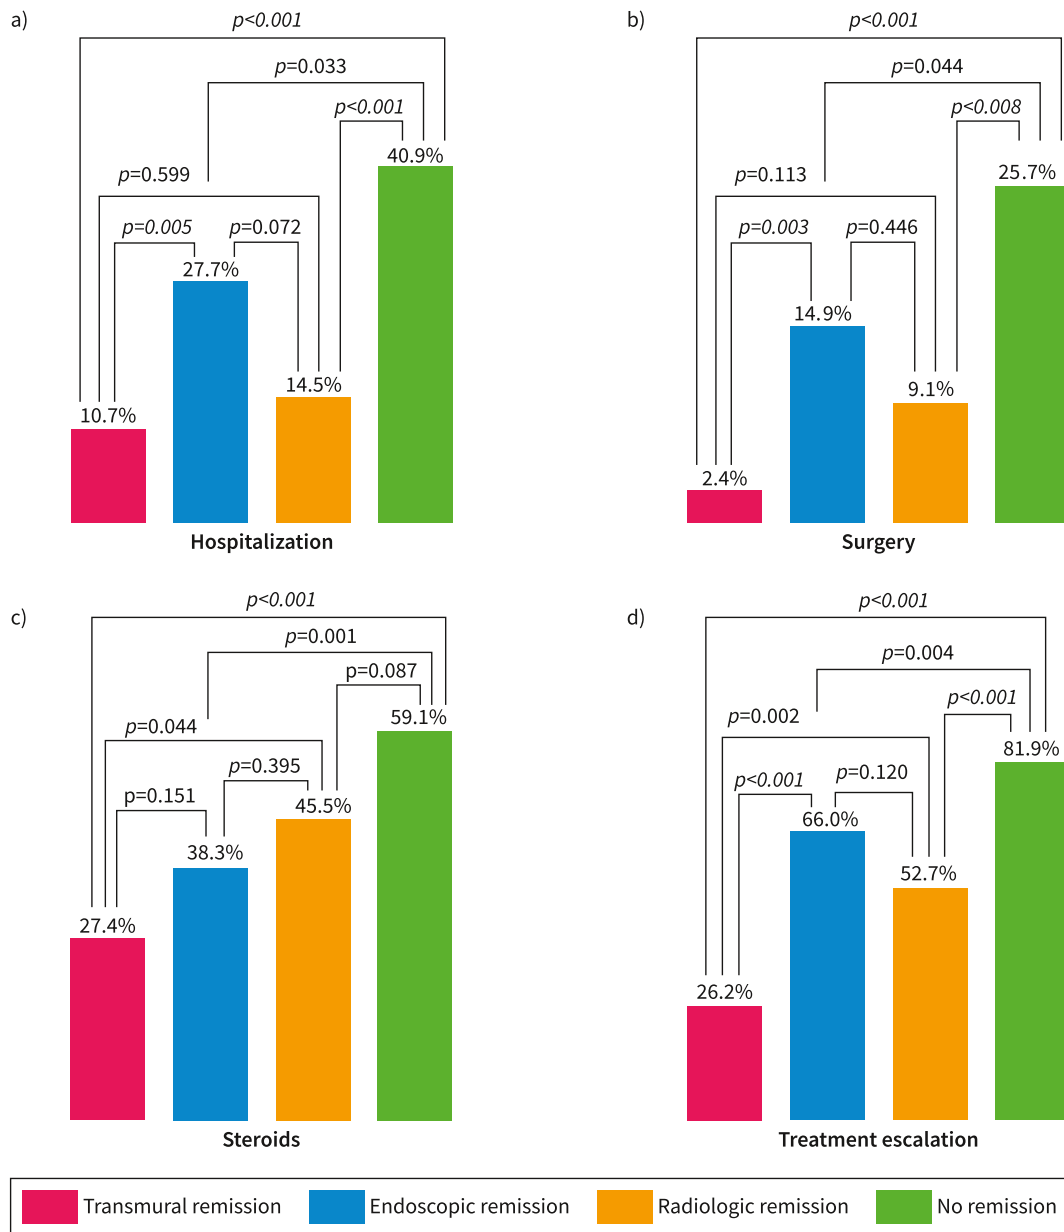 a)
p<0.001
p=0.033
p<0.001
40.9%
p=0.599
p=0.005
p=0.072
27.7%
14.5%
10.7%
Hospitalization
b)
p<0.001
p=0.044
p<0.008
25.7%
p=0.113
p=0.003
p=0.446
14.9%
9.1%
2.4%
Surgery
c)
p<0.001
p=0.001
p=0.087
59.1%
p=0.044
p=0.395
p=0.151
45.5%
38.3%
27.4%
Steroids
d)
p<0.001
p=0.004
p<0.001
p=0.002
81.9%
p<0.001
p=0.120
66.0%
52.7%
26.2%
Treatment escalation
Transmural remission
Endoscopic remission
Radiologic remission
No remission